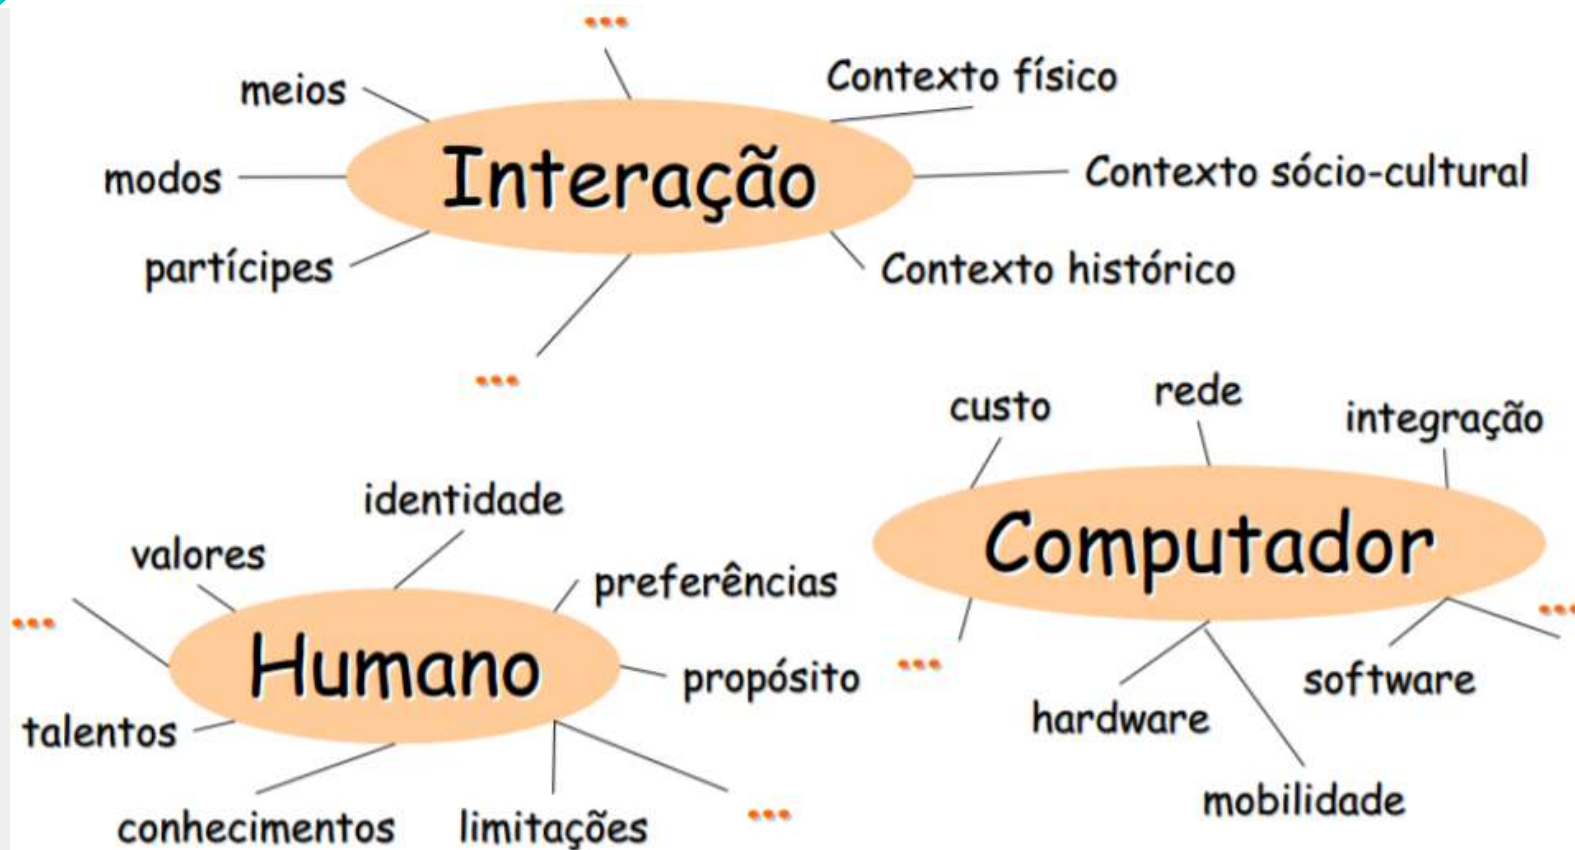 ...
meios
Contexto físico
Interação
modos
Contexto sócio-cultural
partícipes
Contexto histórico
...
custo
rede
integração
Computador
identidade
valores
preferências
...
...
Humano
propósito
...
software
talentos
hardware
mobilidade
conhecimentos
limitações
...